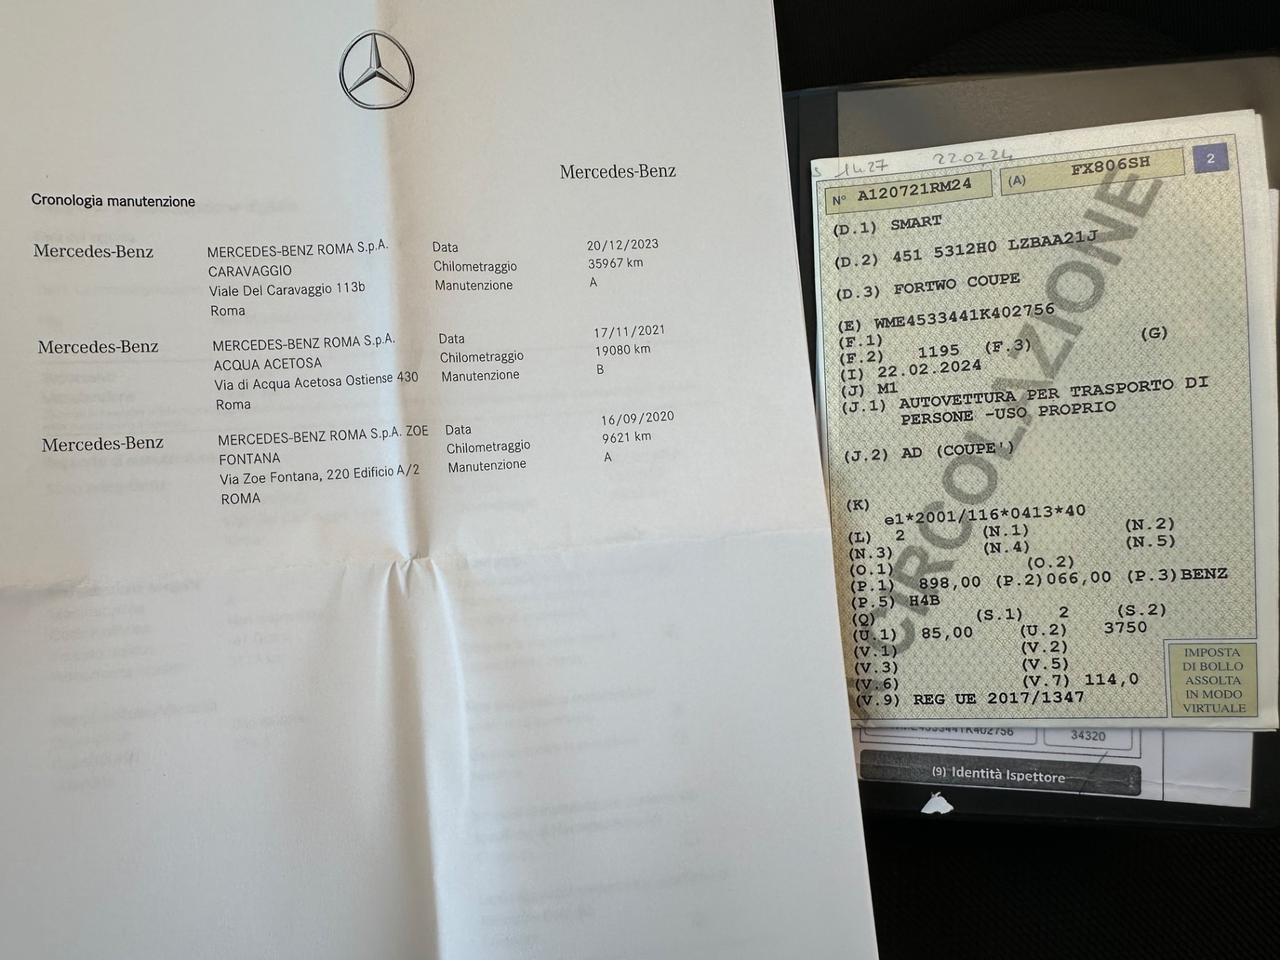 Mercedes-Benz
Cronologia manutenzione
Mercedes-Benz
MERCEDES-BENZ ROMA S.p.A.
CARAVAGGIO
Viale Del Caravaggio 113b
Roma
Data 20/12/2023
Chilometraggio 35967 km
Manutenzione A
Mercedes-Benz
MERCEDES-BENZ ROMA S.p.A.
ACQUA ACETOSA
Via di Acqua Acetosa Ostiense 430
Roma
Data 17/11/2021
Chilometraggio 19080 km
Manutenzione B
Mercedes-Benz
MERCEDES-BENZ ROMA S.p.A. ZOE
FONTANA
Via Zoe Fontana, 220 Edificio A/2
ROMA
Data 16/09/2020
Chilometraggio 9621 km
Manutenzione A
22.02.24
N° A120721RM24 (A) FX806SH 2
(D.1) SMART
(D.2) 451 5312H0 LZBAA21J
(D.3) FORTWO COUPE
(E) WME4533441K402756
(F.1) (G)
(F.2) 1195 (F.3)
(I) 22.02.2024
(J) M1
(J.1) AUTOVETTURA PER TRASPORTO DI
PERSONE -USO PROPRIO
(J.2) AD (COUPE')
(K)
e1*2001/116*0413*40
(L) 2 (N.1) (N.2)
(N.3) (N.4) (N.5)
(O.1) (O.2)
(P.1) 898,00 (P.2)066,00 (P.3)BENZ
(P.5) H4B
(Q) (S.1) 2 (S.2)
(U.1) 85,00 (U.2) 3750
(V.1) (V.2)
(V.3) (V.5)
(V.6) (V.7) 114,0
(V.9) REG UE 2017/1347
CIRCOLAZIONE
IMPOSTA
DI BOLLO
ASSOLTA
IN MODO
VIRTUALE
34320
(9) Identità Ispettore